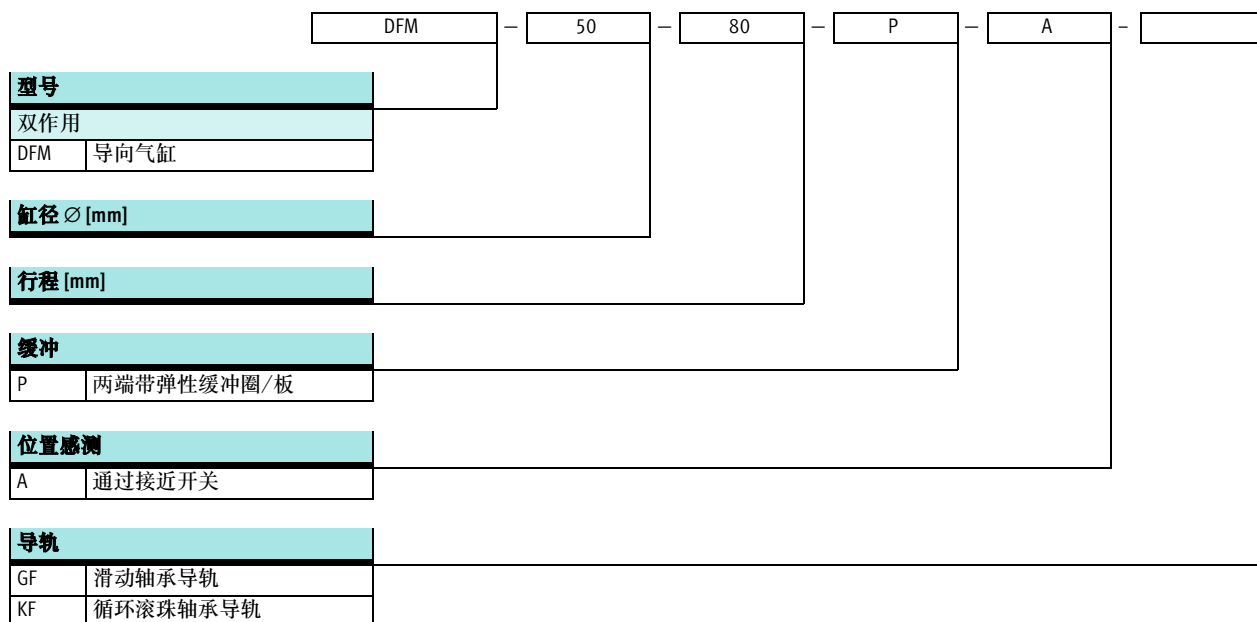 DFM – 50 – 80 – P – A –
型号
双作用
DFM 导向气缸
缸径 ∅ [mm]
行程 [mm]
缓冲
P 两端带弹性缓冲圈/板
位置感测
A 通过接近开关
导轨
GF 滑动轴承导轨
KF 循环滚珠轴承导轨